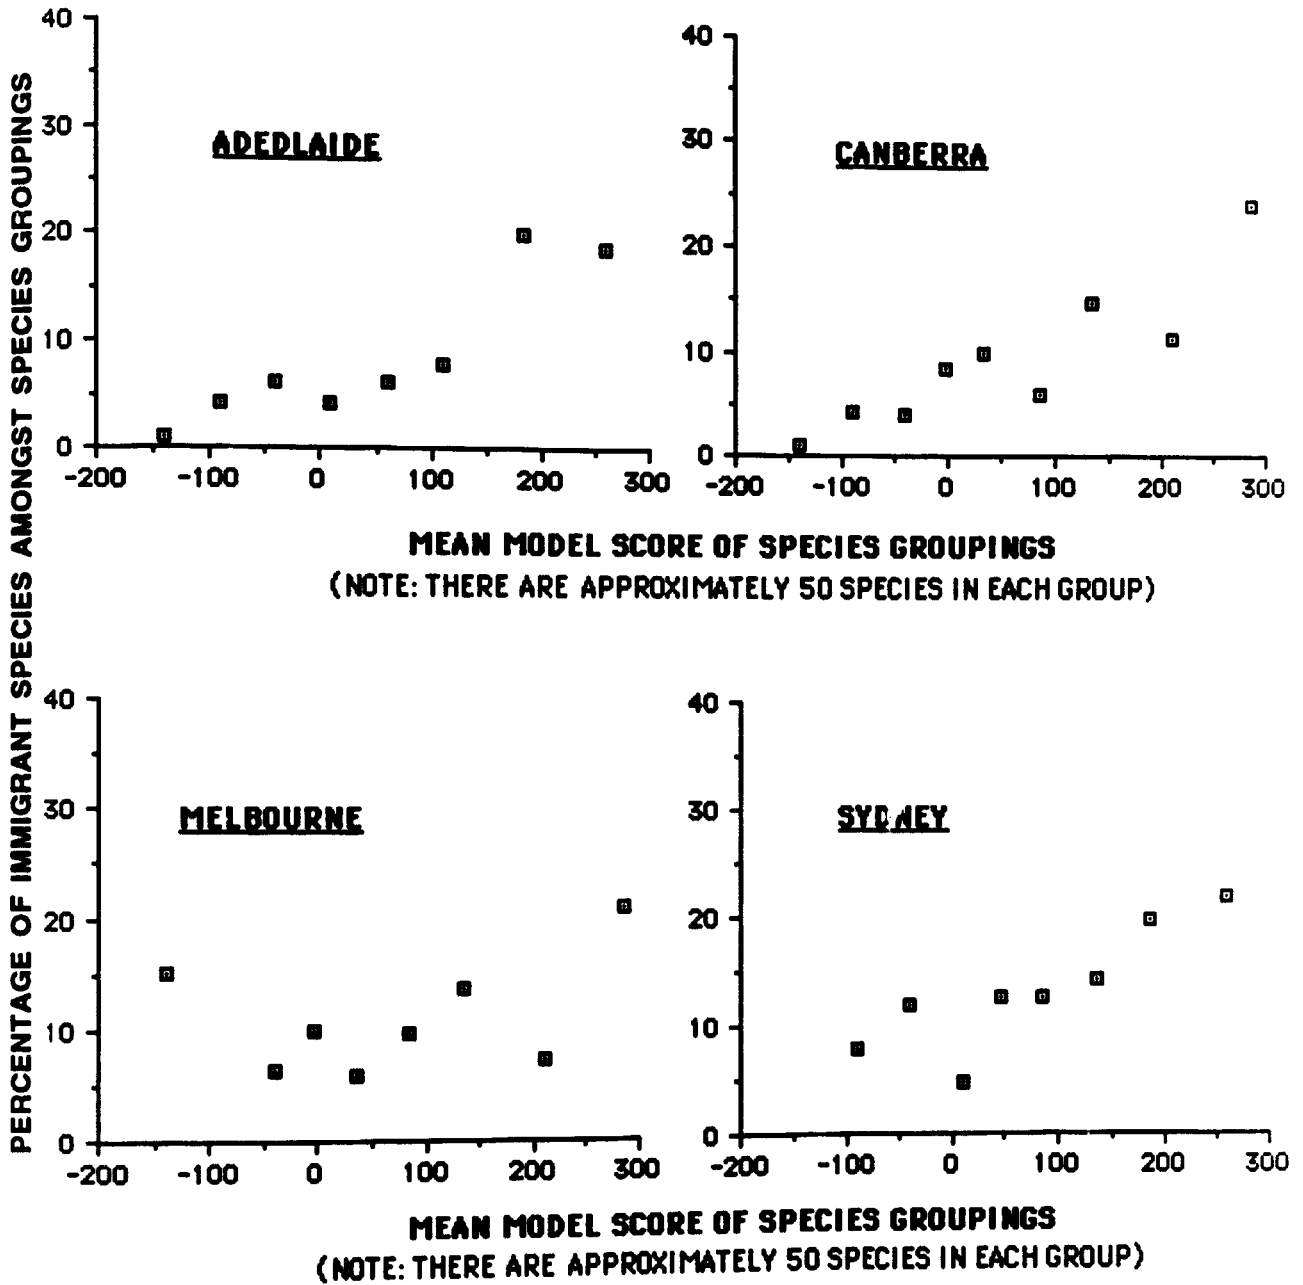 PERCENTAGE OF IMMIGRANT SPECIES AMONGST SPECIES GROUPINGS
40
30
20
10
0
ADEDLAIDE
-200 -100 0 100 200 300
40
30
20
10
0
CANBERRA
-200 -100 0 100 200 300
MEAN MODEL SCORE OF SPECIES GROUPINGS
(NOTE: THERE ARE APPROXIMATELY 50 SPECIES IN EACH GROUP)
40
30
20
10
0
MELBOURNE
-200 -100 0 100 200 300
40
30
20
10
0
SYDNEY
-200 -100 0 100 200 300
MEAN MODEL SCORE OF SPECIES GROUPINGS
(NOTE: THERE ARE APPROXIMATELY 50 SPECIES IN EACH GROUP)